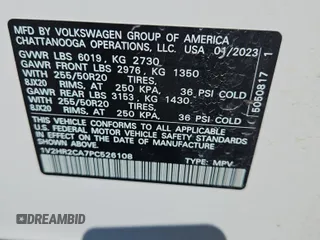 MFD BY VOLKSWAGEN GROUP OF AMERICA
CHATTANOOGA OPERATIONS, LLC. USA 01/2023
GVWR LBS 6019, KG 2730
GAWR FRONT LBS 2976, KG 1350
WITH 255/50R20 TIRES,
8JX20 RIMS, AT 250 KPA, 36 PSI COLD
GAWR REAR LBS 3153, KG 1430
WITH 255/50R20 TIRES,
8JX20 RIMS, AT 250 KPA, 36 PSI COLD
THIS VEHICLE CONFORMS TO ALL APPLICABLE
U.S. FEDERAL MOTOR VEHICLE SAFETY
STANDARDS IN EFFECT ON THE DATE OF
MANUFACTURE SHOWN ABOVE.
1V2HR2CA7PC526108 TYPE: MPV
5060817 1